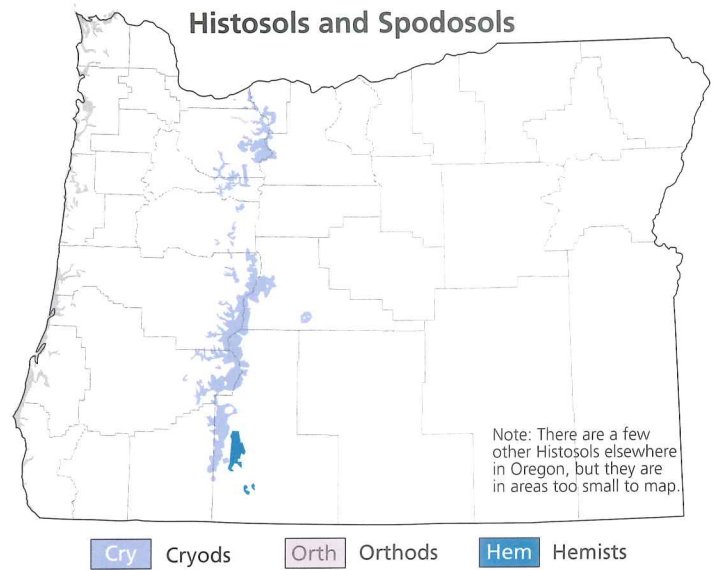 Histosols and Spodosols
Note: There are a few
other Histosols elsewhere
in Oregon, but they are
in areas too small to map.
Cry Cryods Orth Orthods Hem Hemists